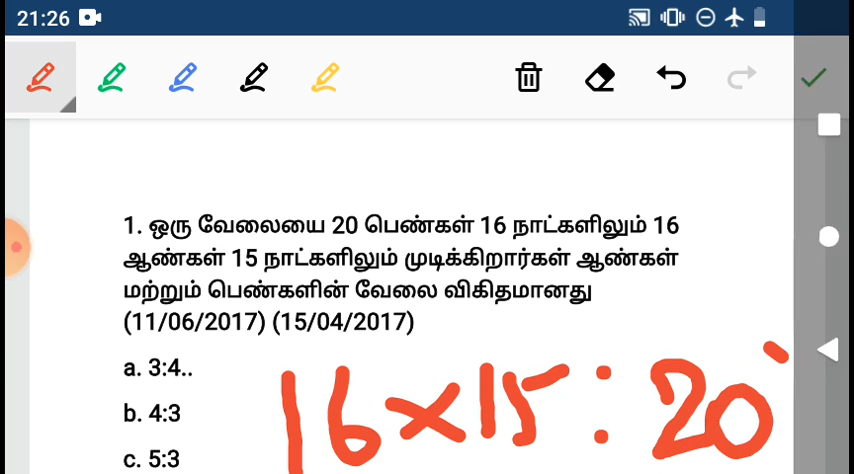 21:26
1. ஒரு வேலையை 20 பெண்கள் 16 நாட்களிலும் 16
ஆண்கள் 15 நாட்களிலும் முடிக்கிறார்கள் ஆண்கள்
மற்றும் பெண்களின் வேலை விகிதமானது
(11/06/2017) (15/04/2017)
a. 3:4..
16×15 : 20
b. 4:3
c. 5:3